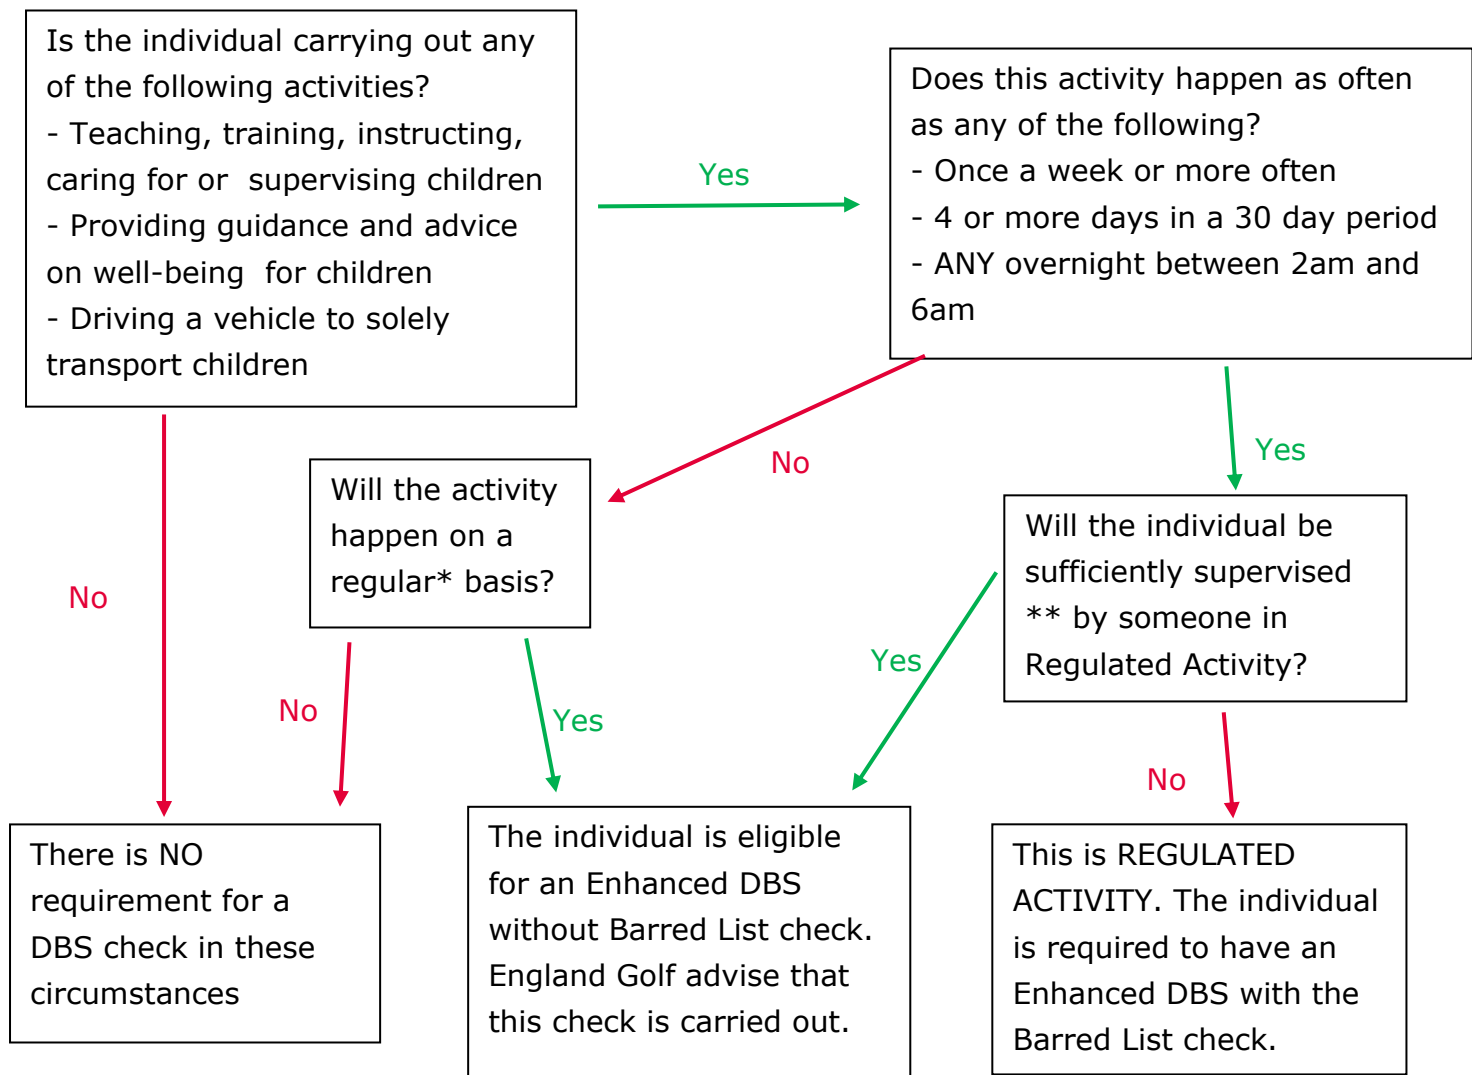 Is the individual carrying out any
of the following activities?
- Teaching, training, instructing,
caring for or  supervising children
- Providing guidance and advice
on well-being  for children
- Driving a vehicle to solely
transport children
Yes
Does this activity happen as often
as any of the following?
- Once a week or more often
- 4 or more days in a 30 day period
- ANY overnight between 2am and
6am
No
No
Will the activity
happen on a
regular* basis?
Yes
Will the individual be
sufficiently supervised
** by someone in
Regulated Activity?
No
Yes
Yes
No
There is NO
requirement for a
DBS check in these
circumstances
The individual is eligible
for an Enhanced DBS
without Barred List check.
England Golf advise that
this check is carried out.
This is REGULATED
ACTIVITY. The individual
is required to have an
Enhanced DBS with the
Barred List check.